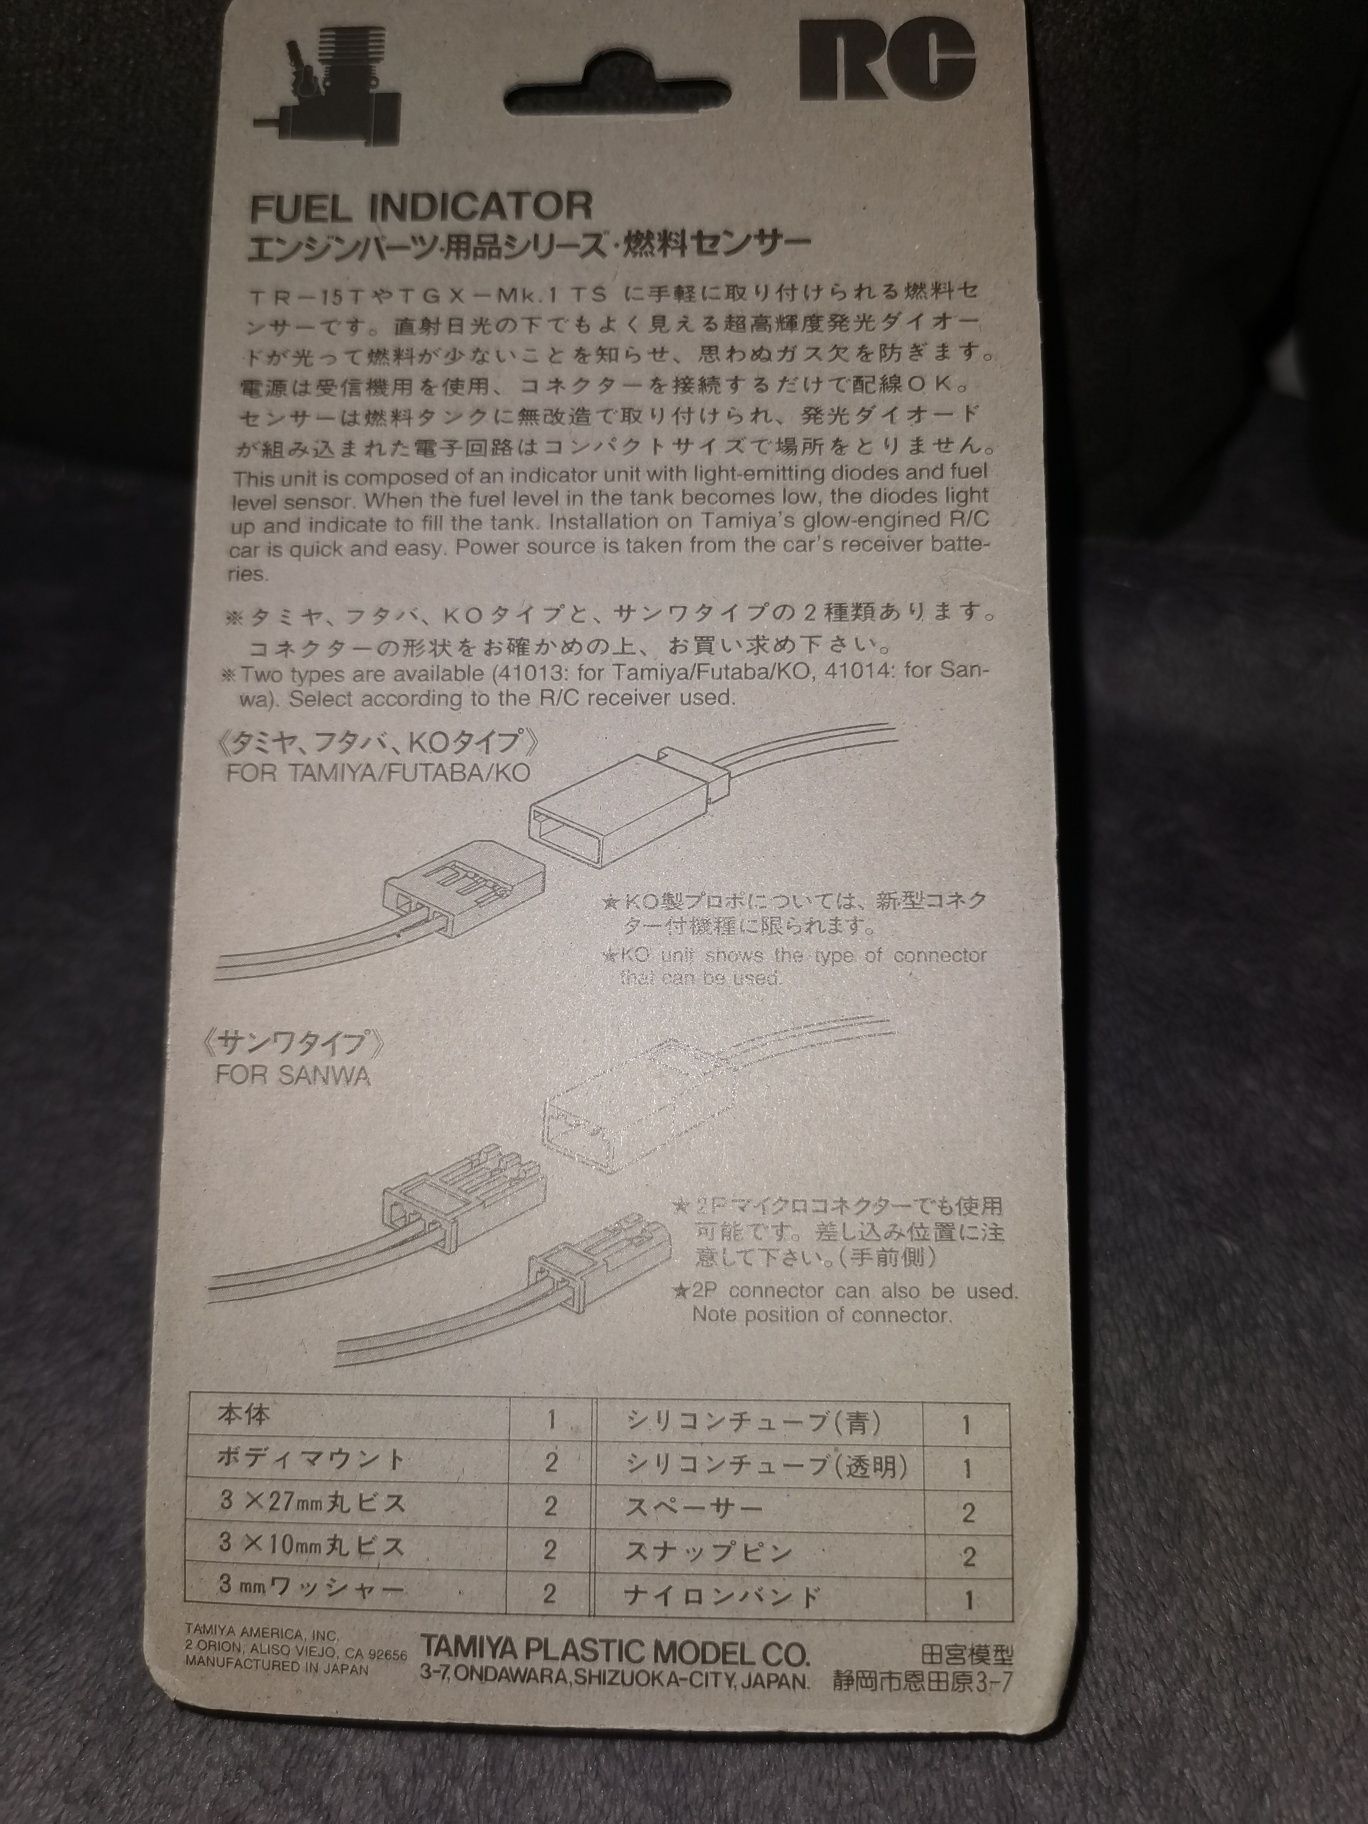 RC
FUEL INDICATOR
エンジンパーツ・用品シリーズ・燃料センサー
TR-15TやTGX-Mk.1 TS に手軽に取り付けられる燃料セ
ンサーです。直射日光の下でもよく見える超高輝度発光ダイオー
ドが光って燃料が少ないことを知らせ、思わぬガス欠を防ぎます。
電源は受信機用を使用、コネクターを接続するだけで配線OK。
センサーは燃料タンクに無改造で取り付けられ、発光ダイオード
が組み込まれた電子回路はコンパクトサイズで場所をとりません。
This unit is composed of an indicator unit with light-emitting diodes and fuel
level sensor. When the fuel level in the tank becomes low, the diodes light
up and indicate to fill the tank. Installation on Tamiya's glow-engined R/C
car is quick and easy. Power source is taken from the car's receiver batte-
ries.
※タミヤ、フタバ、KOタイプと、サンワタイプの2種類あります。
コネクターの形状をお確かめの上、お買い求め下さい。
※Two types are available (41013: for Tamiya/Futaba/KO, 41014: for San-
wa). Select according to the R/C receiver used.
《タミヤ、フタバ、KOタイプ》
FOR TAMIYA/FUTABA/KO
★KO製プロポについては、新型コネク
ター付機種に限られます。
★KO unit shows the type of connector
that can be used.
《サンワタイプ》
FOR SANWA
★2Pマイクロコネクターでも使用
可能です。差し込み位置に注
意して下さい。(手前側)
★2P connector can also be used.
Note position of connector.
本体 1 シリコンチューブ(青) 1
ボディマウント 2 シリコンチューブ(透明) 1
3×27mm丸ビス 2 スペーサー 2
3×10mm丸ビス 2 スナップピン 2
3mmワッシャー 2 ナイロンバンド 1
TAMIYA AMERICA, INC.
2 ORION, ALISO VIEJO, CA 92656
MANUFACTURED IN JAPAN
TAMIYA PLASTIC MODEL CO.
3-7, ONDAWARA, SHIZUOKA-CITY, JAPAN.
田宮模型
静岡市恩田原3-7